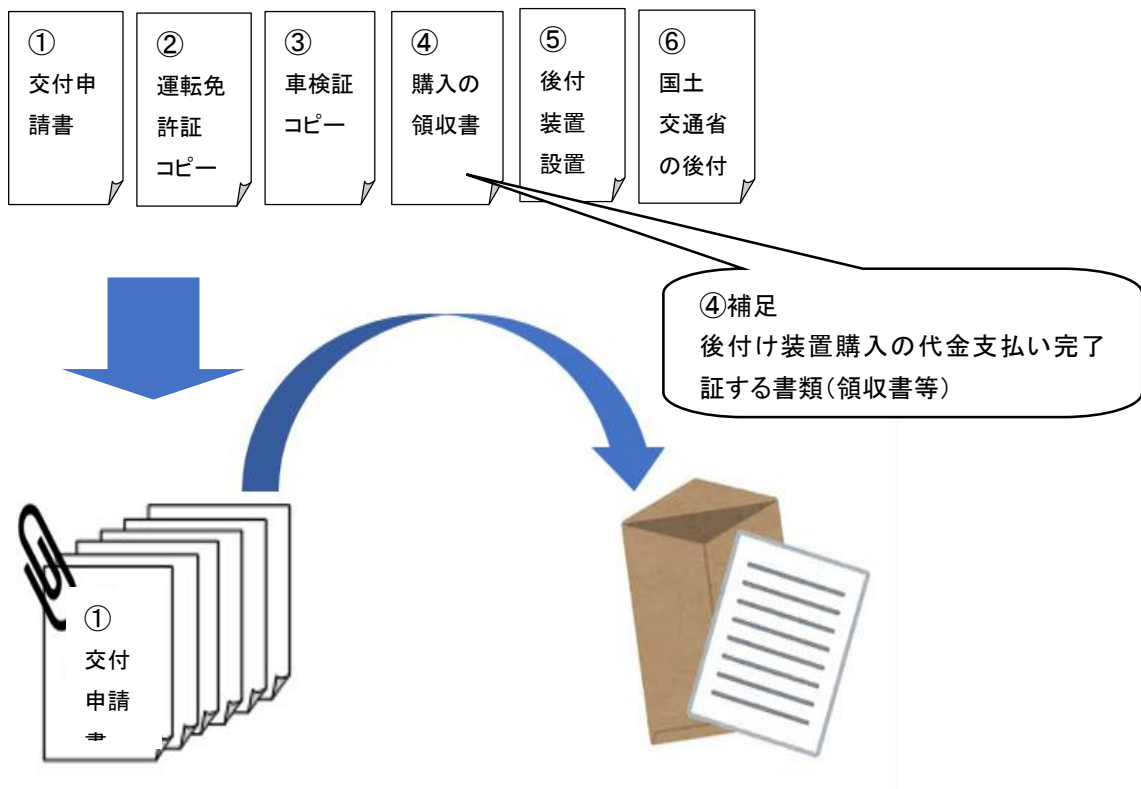 ①
交付申
請書
②
運転免
許証
コピー
③
車検証
コピー
④
購入の
領収書
⑤
後付
装置
設置
⑥
国土
交通省
の後付
④補足
後付け装置購入の代金支払い完了
証する書類(領収書等)
①
交付
申請